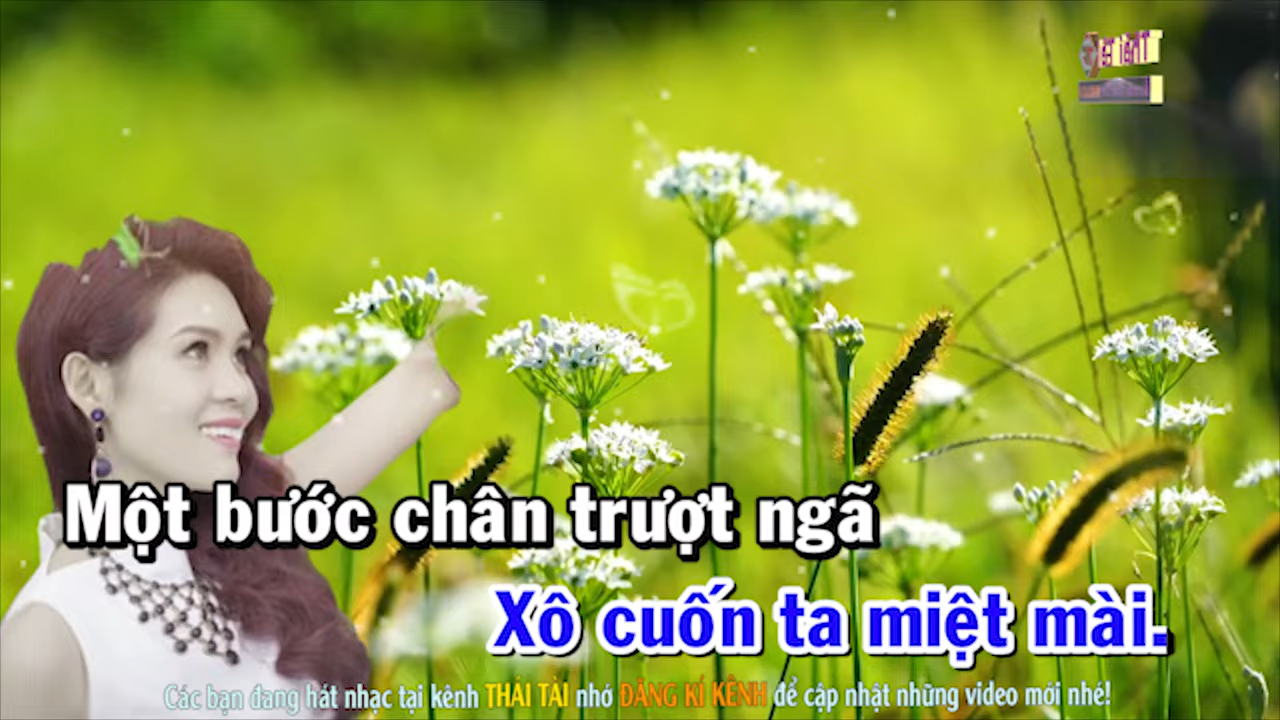 Một bước chân trượt ngã
Xô cuốn ta miệt mài.
Các bạn đang hát nhạc tại kênh THÁI TÀI nhớ ĐĂNG KÍ KÊNH để cập nhật những video mới nhé!